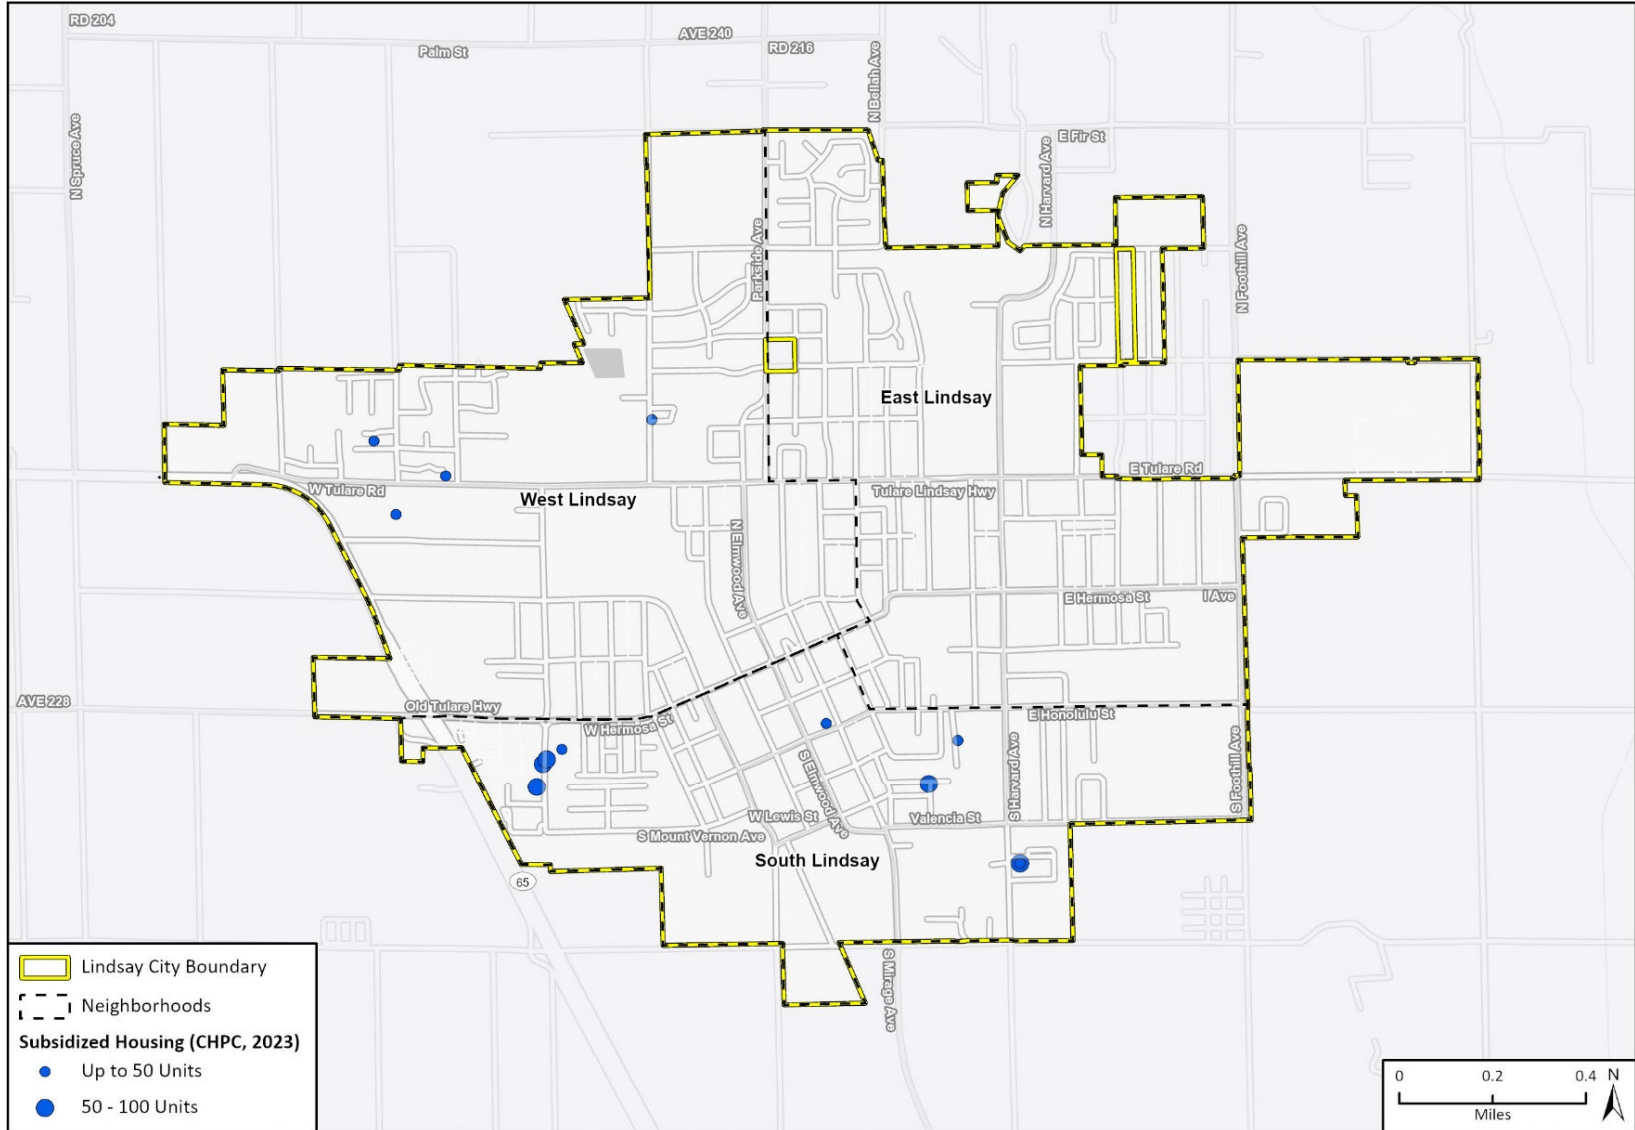 RD 204
AVE 240
Palm St
RD 216
N Bellah Ave
N Spruce Ave
E Fir St
N Harvard Ave
Parkside Ave
N Foothill Ave
East Lindsay
E Tulare Rd
W Tulare Rd
West Lindsay
Tulare Lindsay Hwy
N Elmwood Ave
E Hermosa St
I Ave
AVE 228
Old Tulare Hwy
W Hermosa St
E Honolulu St
S Elmwood Ave
S Harvard Ave
S Foothill Ave
W Lewis St
Valencia St
S Mount Vernon Ave
South Lindsay
65
S Mirage Ave
Lindsay City Boundary
Neighborhoods
Subsidized Housing (CHPC, 2023)
Up to 50 Units
50 - 100 Units
0 0.2 0.4 N
Miles